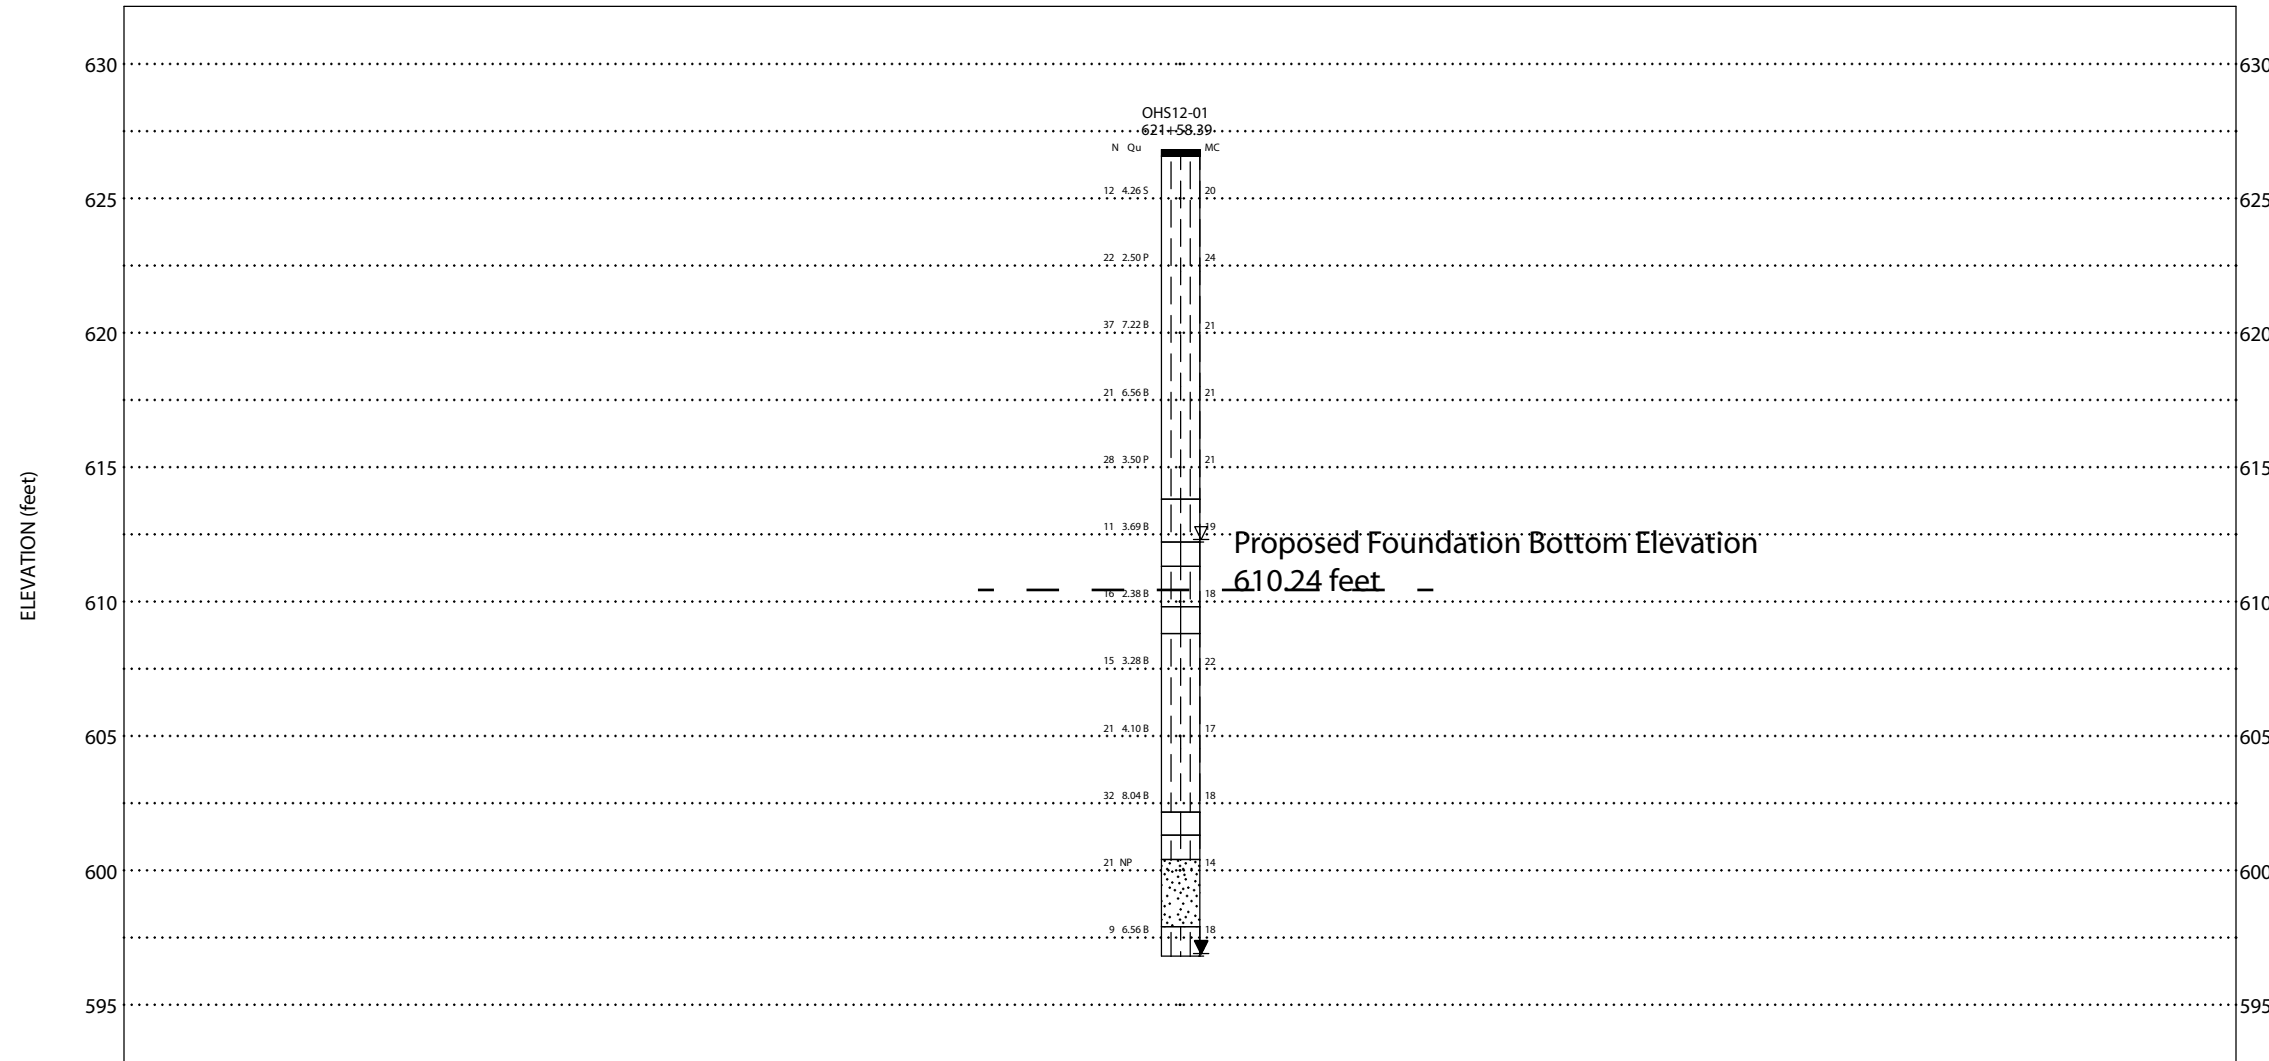 630 630
OHS12-01
621+58.39
N Qu MC
12 4.26 S 20
625 625
22 2.50 P 24
37 7.22 B 21
620 620
21 6.56 B 21
28 3.50 P 21
615 615
ELEVATION (feet)
11 3.69 B 19
Proposed Foundation Bottom Elevation
610.24 feet
16 2.38 B 18
610 610
15 3.28 B 22
21 4.10 B 17
605 605
32 8.04 B 18
21 NP 14
600 600
9 6.56 B 18
595 595